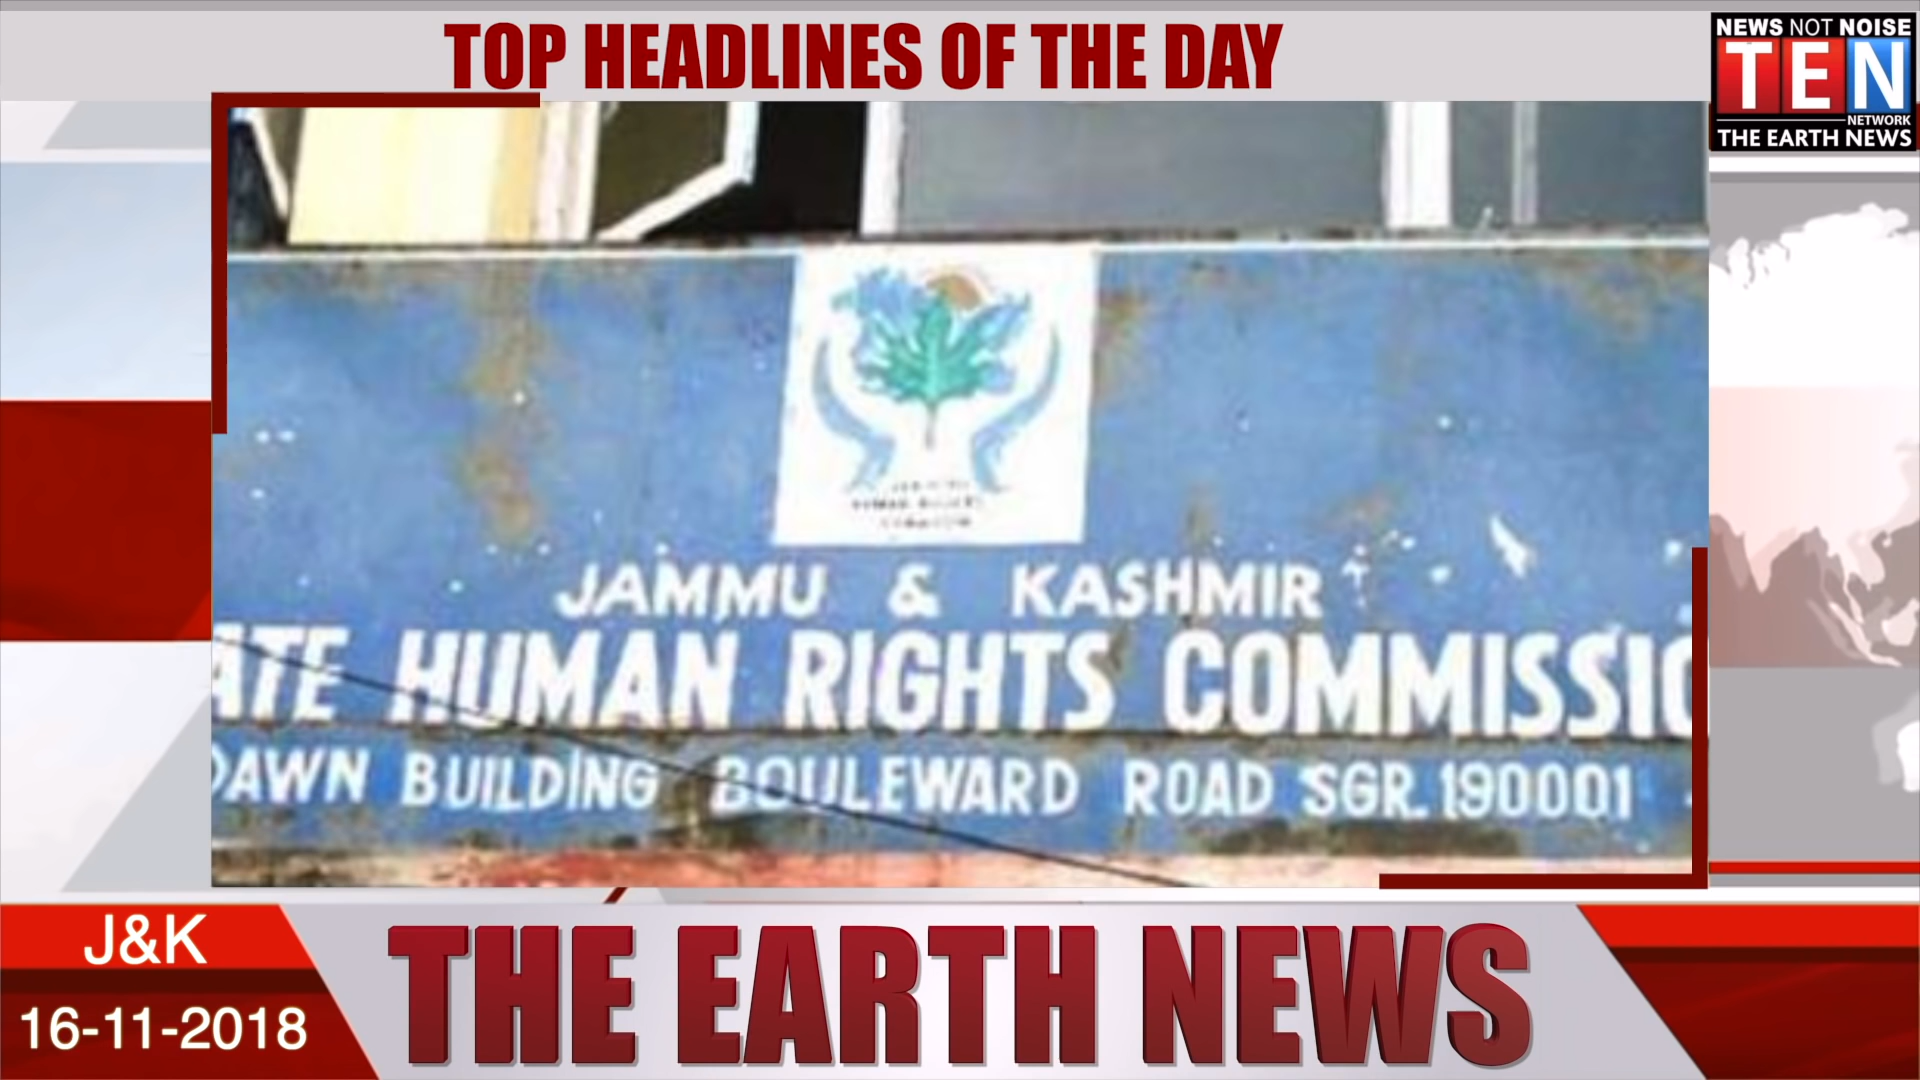 TOP HEADLINES OF THE DAY
NEWS NOT NOISE
TEN
NETWORK
THE EARTH NEWS
JAMMU & KASHMIR
ATE HUMAN RIGHTS COMMISSIO
DAWN BUILDING BOULEWARD ROAD SGR. 190001
J&K
16-11-2018
THE EARTH NEWS